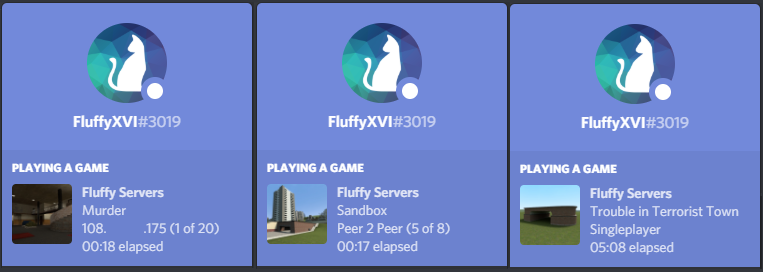 FluffyXVI#3019
PLAYING A GAME
Fluffy Servers
Murder
108. .175 (1 of 20)
00:18 elapsed
FluffyXVI#3019
PLAYING A GAME
Fluffy Servers
Sandbox
Peer 2 Peer (5 of 8)
00:17 elapsed
FluffyXVI#3019
PLAYING A GAME
Fluffy Servers
Trouble in Terrorist Town
Singleplayer
05:08 elapsed